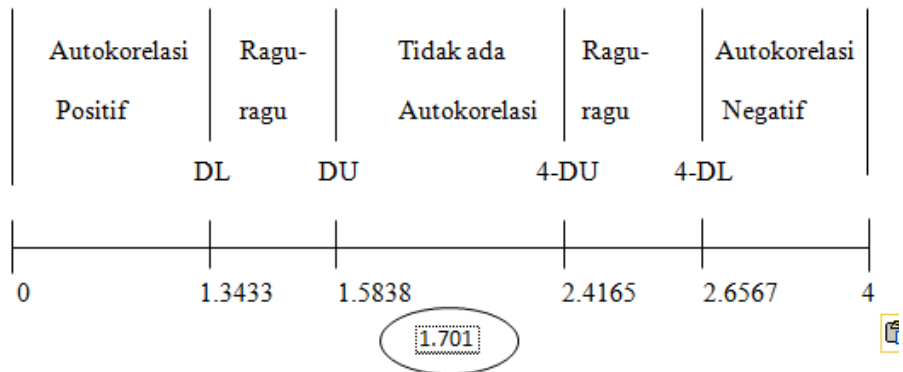 Autokorelasi Ragu- Tidak ada Ragu- Autokorelasi
Positif ragu Autokorelasi ragu Negatif
DL DU 4-DU 4-DL
0 1.3433 1.5838 2.4165 2.6567 4
1.701